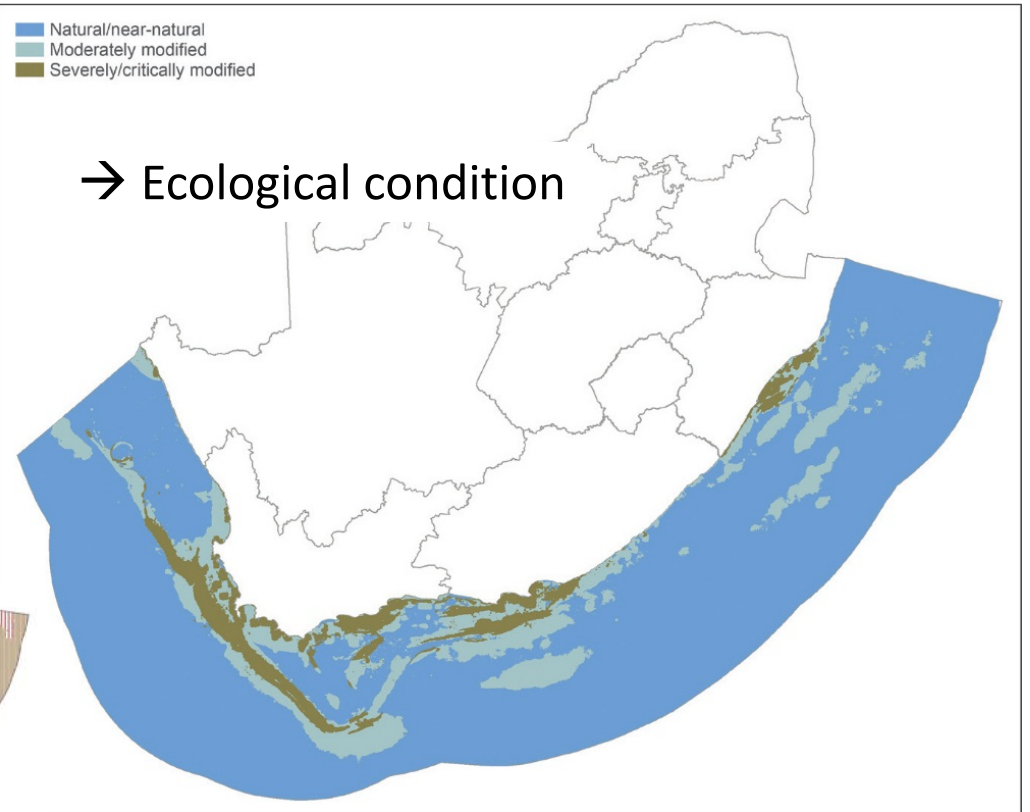 Natural/near-natural
Moderately modified
Severely/critically modified
→ Ecological condition